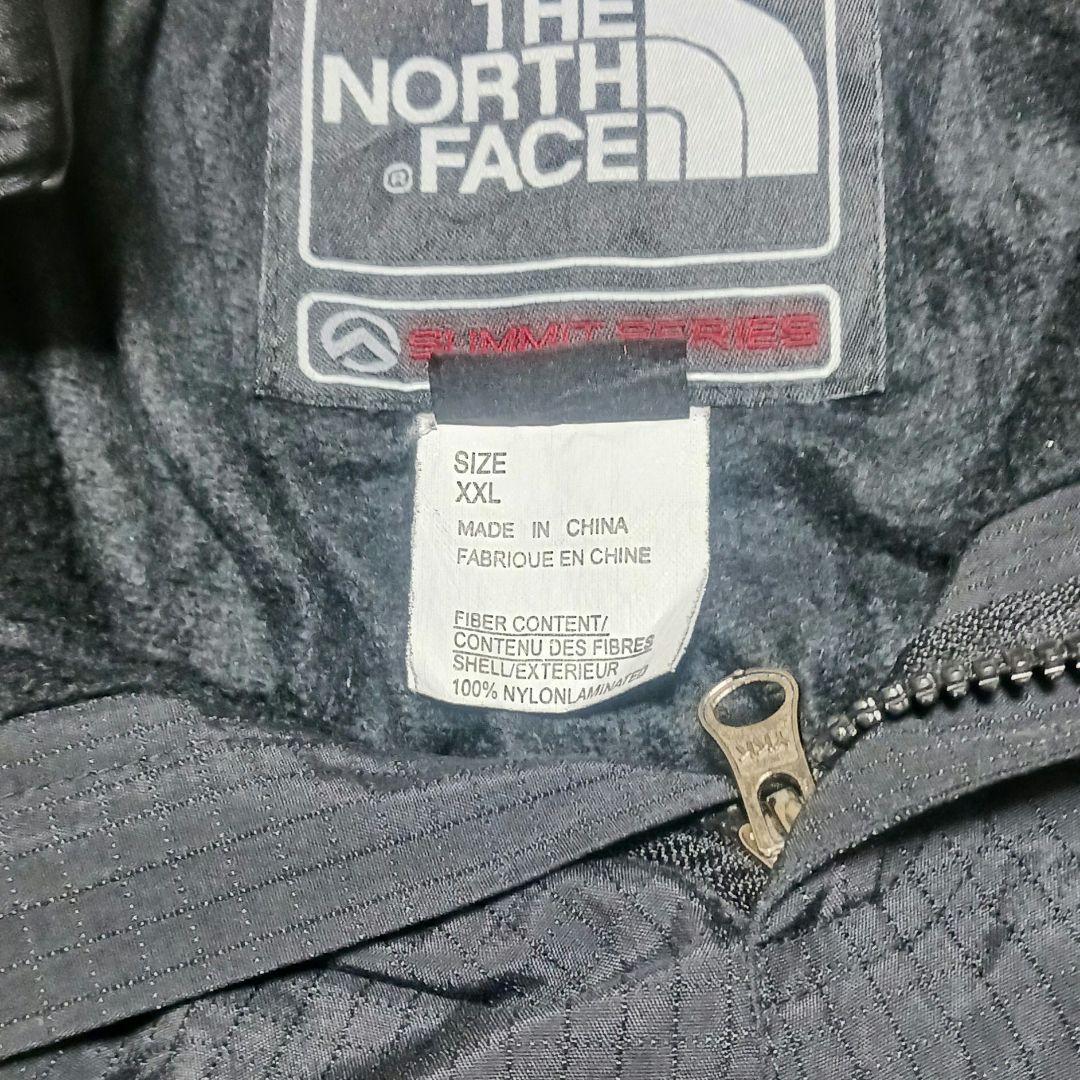 THE
NORTH
®FACE
SUMMIT SERIES
SIZE
XXL
MADE IN CHINA
FABRIQUE EN CHINE
FIBER CONTENT/
CONTENU DES FIBRES
SHELL/EXTERIEUR
100% NYLONLAMINATED
YKK